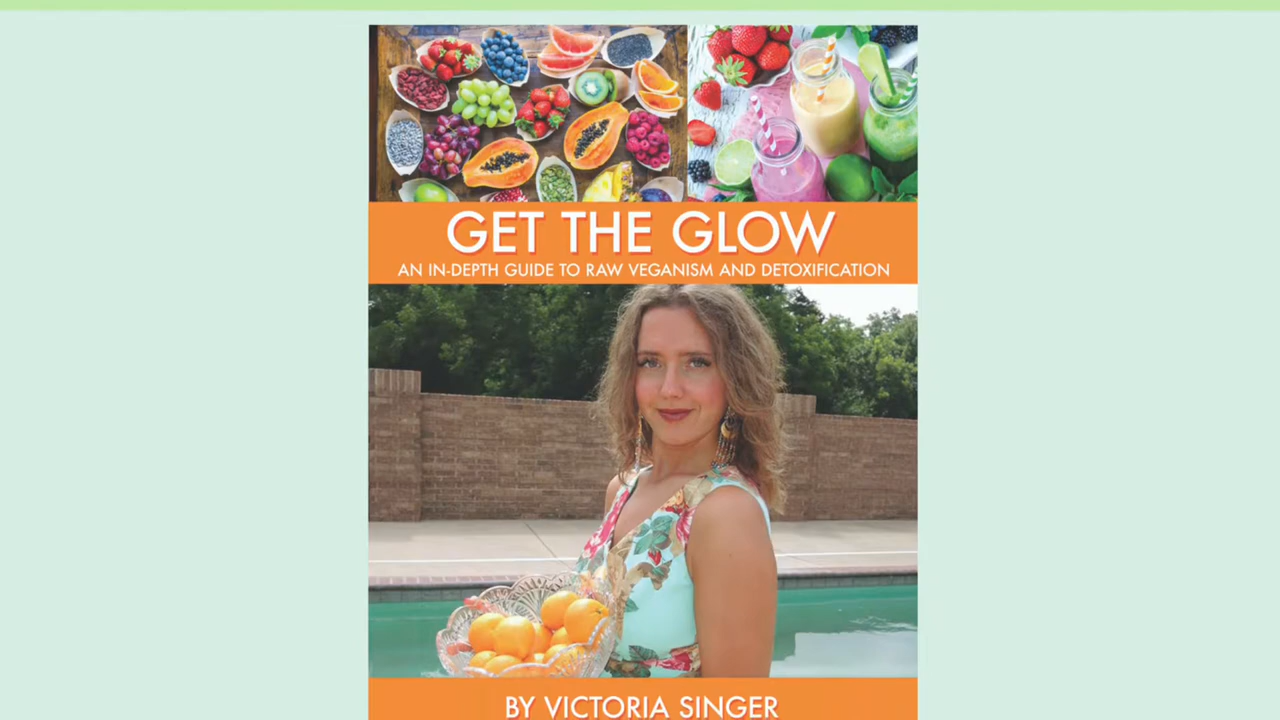 GET THE GLOW
AN IN-DEPTH GUIDE TO RAW VEGANISM AND DETOXIFICATION
BY VICTORIA SINGER